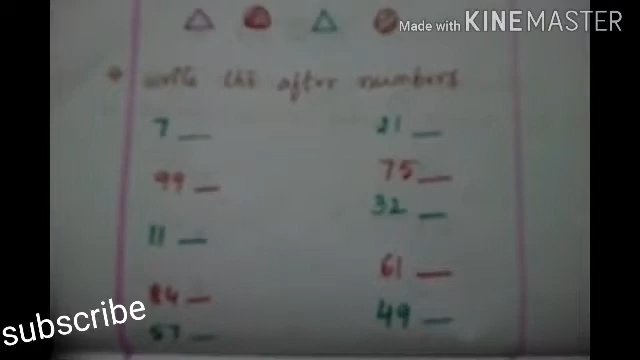 Made with KINEMASTER
write the after numbers
7 __ 21 __
99 __ 75 __
11 __ 32 __
84 __ 61 __
57 __ 49 __
subscribe